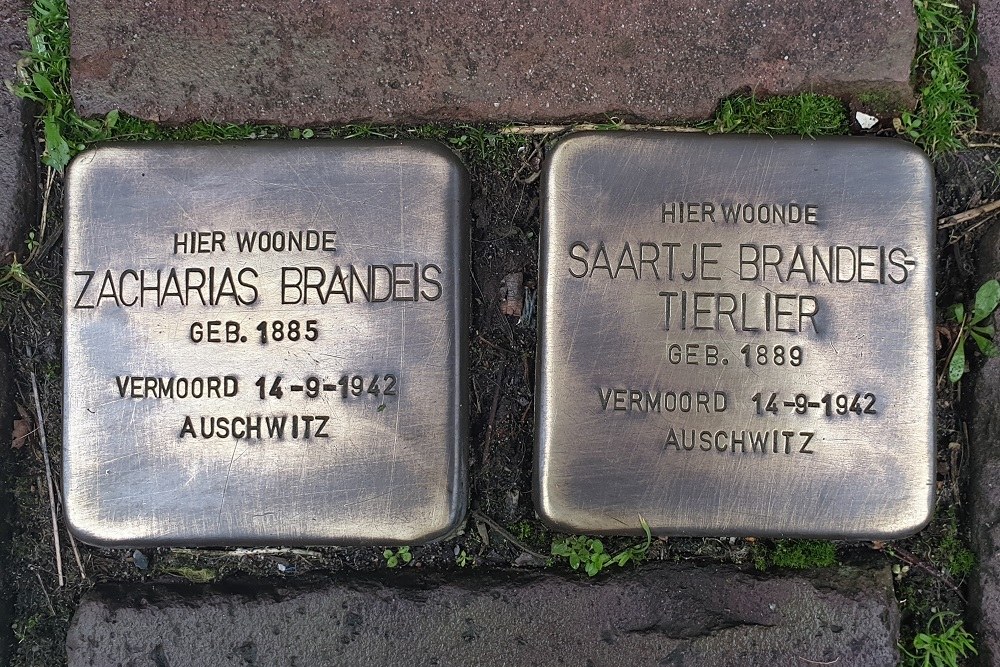 HIER WOONDE
ZACHARIAS BRANDEIS
GEB. 1885
VERMOORD 14-9-1942
AUSCHWITZ
HIER WOONDE
SAARTJE BRANDEIS-
TIERLIER
GEB. 1889
VERMOORD 14-9-1942
AUSCHWITZ